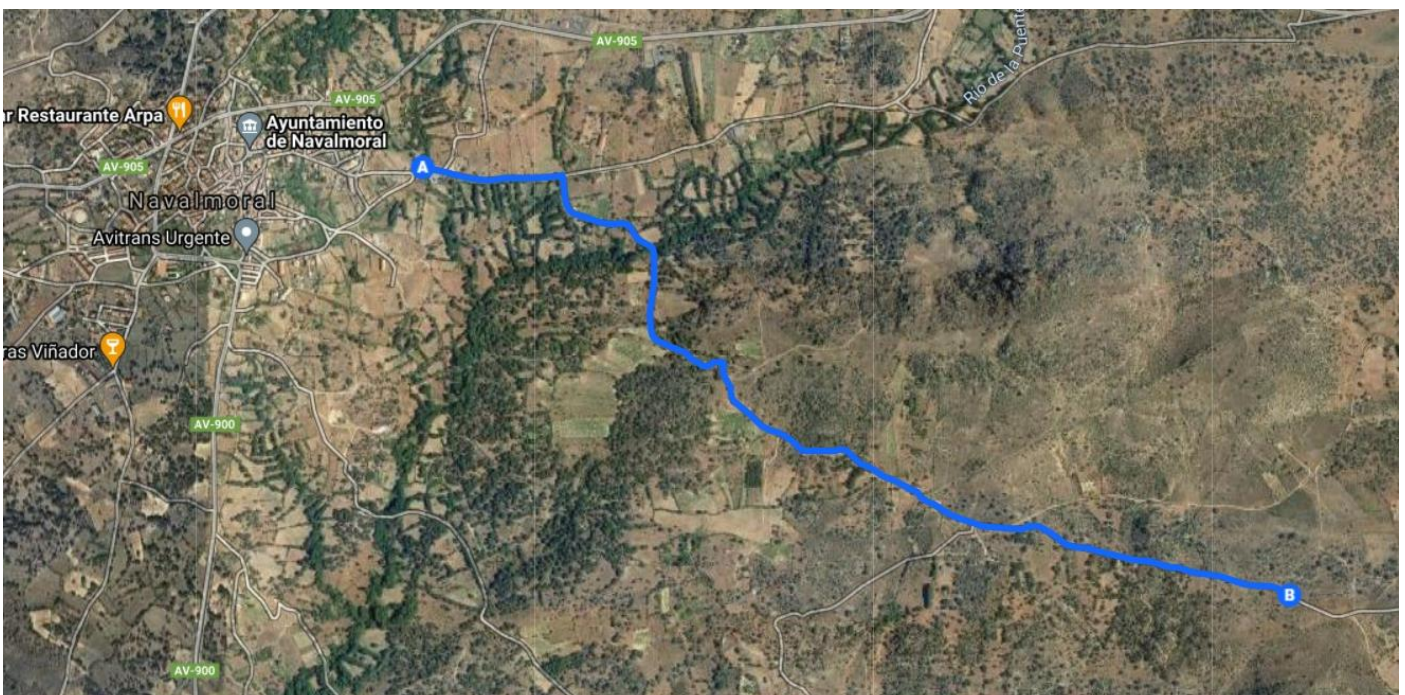 AV-905
Río de la Puente
AV-905
ar Restaurante Arpa
Ayuntamiento
de Navalmoral
A
AV-905
Navalmoral
Avitrans Urgente
ras Viñador
AV-900
B
AV-900